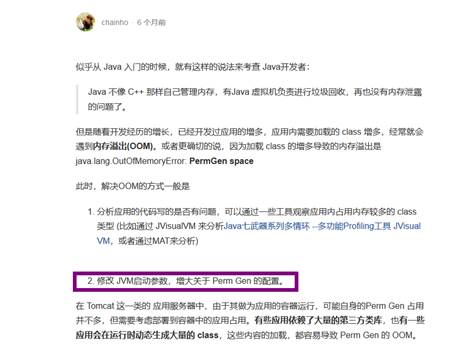 chainho · 6 个月前
似乎从 Java 入门的时候，就有这样的说法来考查 Java开发者：
Java 不像 C++ 那样自己管理内存，有Java 虚拟机负责进行垃圾回收，再也没有内存泄露
的问题了。
但是随着开发经历的增长，已经开发过应用的增多，应用内需要加载的 class 增多，经常就会
遇到内存溢出(OOM)。或者更明确的说，因为加载 class 的增多导致的内存溢出是
java.lang.OutOfMemoryError: PermGen space
此时，解决OOM的方式一般是
1. 分析应用的代码写的是否有问题，可以通过一些工具观察应用内占用内存较多的 class
类型 (比如通过 JVisualVM 来分析Java七武器系列多情环 --多功能Profiling工具 JVisual
VM，或者通过MAT来分析)
2. 修改 JVM启动参数，增大关于 Perm Gen 的配置。
在 Tomcat 这一类的 应用服务器中，由于其做为应用的容器运行，可能自身的Perm Gen 占用
并不多，但需要考虑部署到容器中的应用占用。有些应用依赖了大量的第三方类库，也有一些
应用会在运行时动态生成大量的 class，这些内容的加载，都容易导致 Perm Gen 的 OOM。